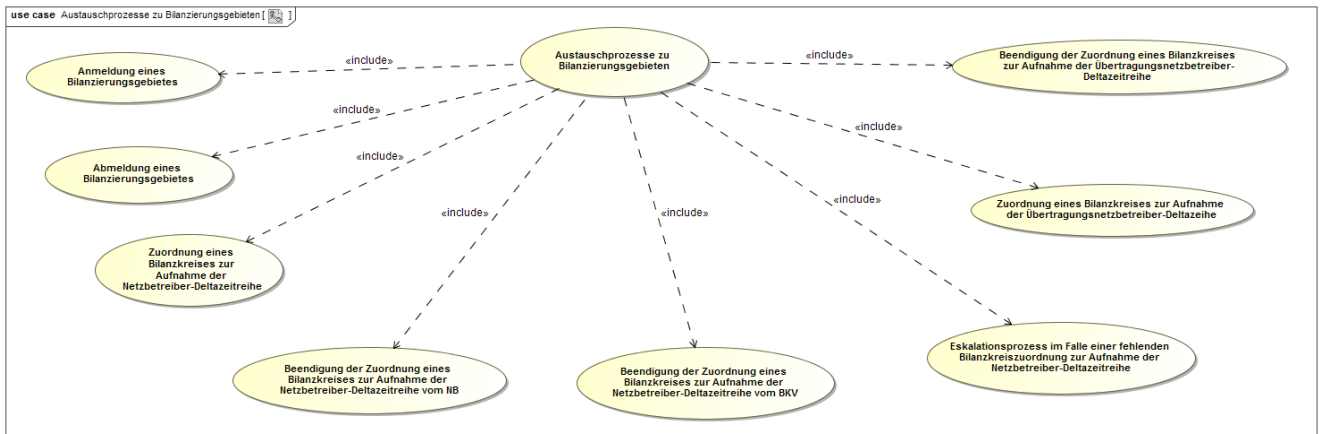 use case Austauschprozesse zu Bilanzierungsgebieten [ ]
Austauschprozesse zu
Bilanzierungsgebieten
«include»
Anmeldung eines
Bilanzierungsgebietes
«include»
Abmeldung eines
Bilanzierungsgebietes
«include»
Zuordnung eines
Bilanzkreises zur
Aufnahme der
Netzbetreiber-Deltazeitreihe
«include»
Beendigung der Zuordnung eines
Bilanzkreises zur Aufnahme der
Netzbetreiber-Deltazeitreihe vom NB
«include»
Beendigung der Zuordnung eines
Bilanzkreises zur Aufnahme der
Netzbetreiber-Deltazeitreihe vom BKV
«include»
Eskalationsprozess im Falle einer fehlenden
Bilanzkreiszuordnung zur Aufnahme der
Netzbetreiber-Deltazeitreihe
«include»
Zuordnung eines Bilanzkreises zur Aufnahme
der Übertragungsnetzbetreiber-Deltazeihe
«include»
Beendigung der Zuordnung eines Bilanzkreises
zur Aufnahme der Übertragungsnetzbetreiber-
Deltazeitreihe